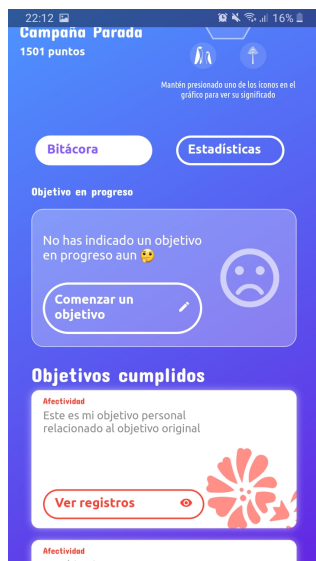 22:12
16%
Campaña Parada
1501 puntos
Mantén presionado uno de los iconos en el
gráfico para ver su significado
Bitácora
Estadísticas
Objetivo en progreso
No has indicado un objetivo
en progreso aun 🤔
Comenzar un
objetivo
Objetivos cumplidos
Afectividad
Este es mi objetivo personal
relacionado al objetivo original
Ver registros
Afectividad